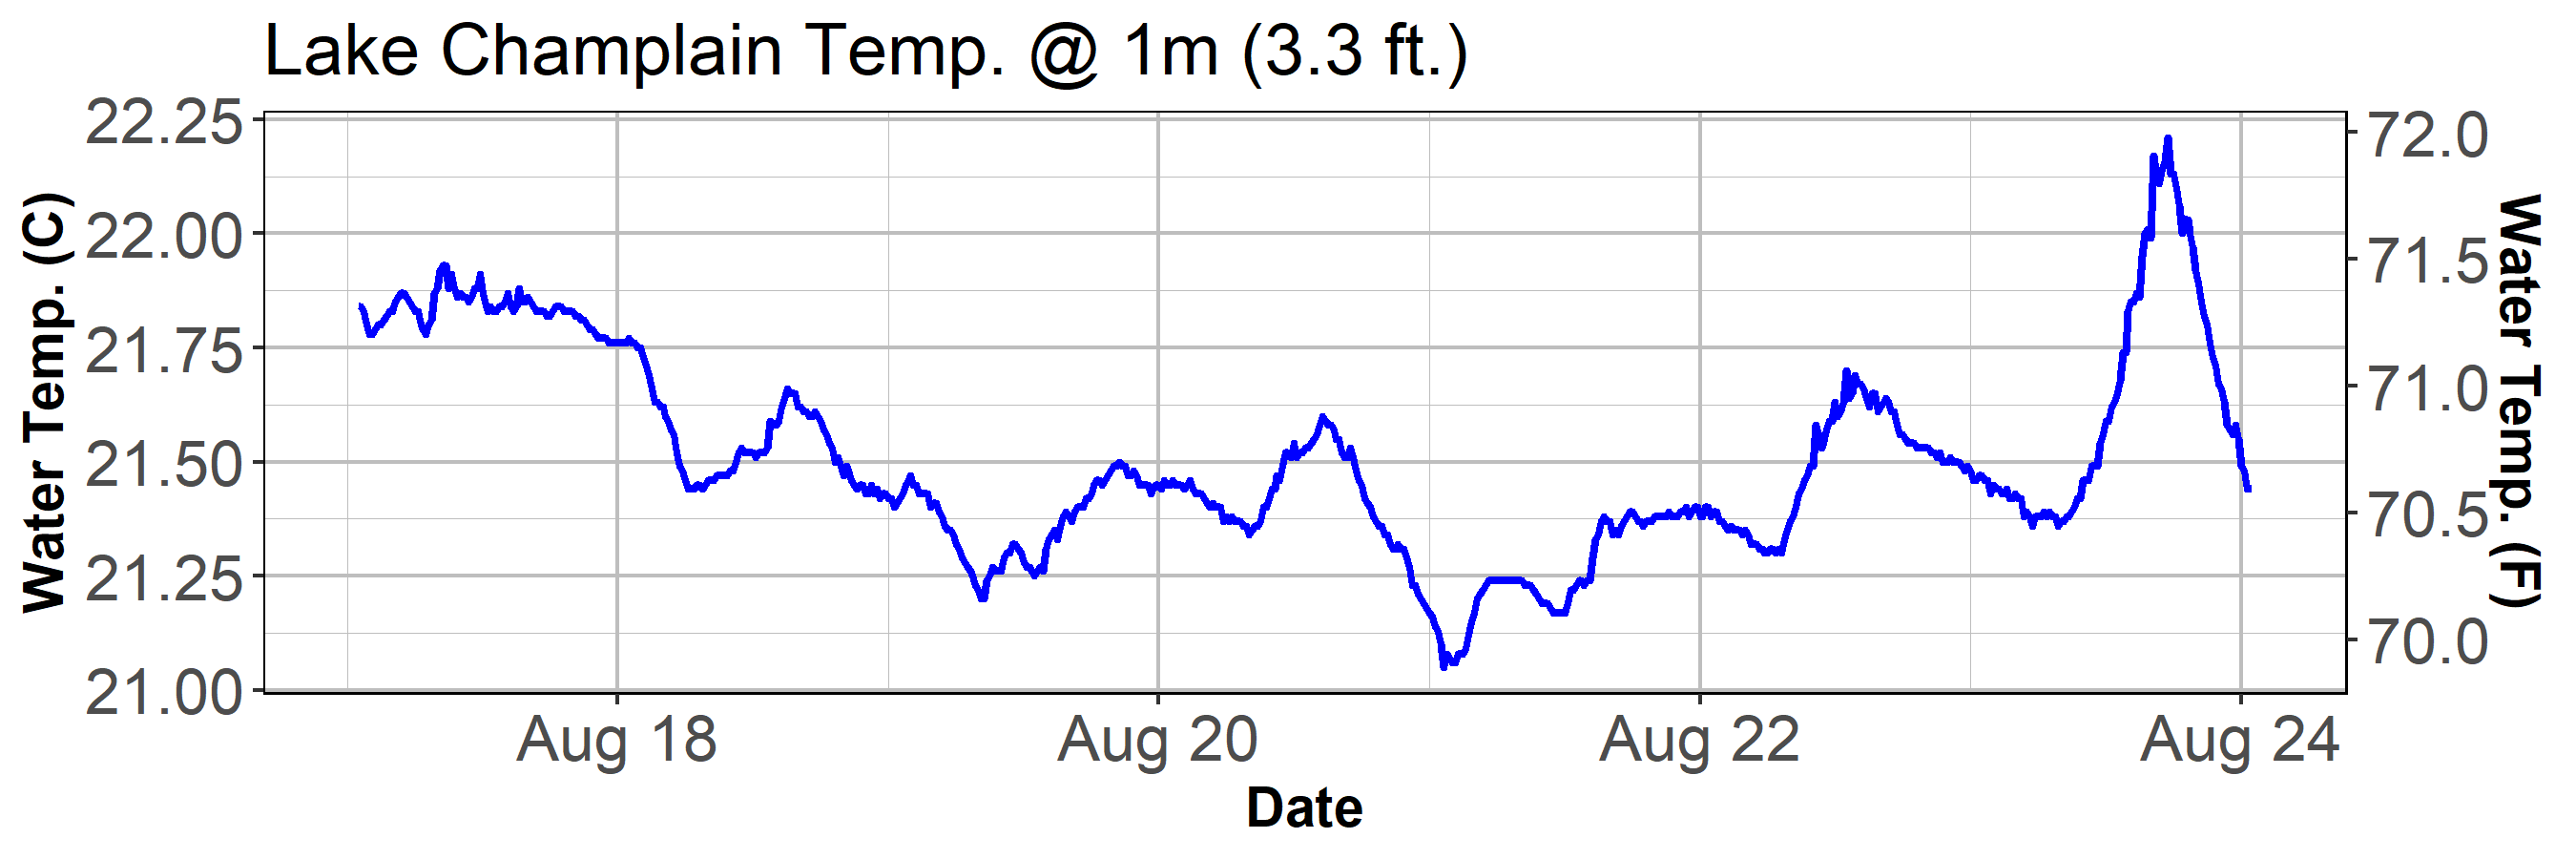 Lake Champlain Temp. @ 1m (3.3 ft.)
Water Temp. (C)
22.25
22.00
21.75
21.50
21.25
21.00
72.0
71.5
71.0
70.5
70.0
Water Temp. (F)
Aug 18 Aug 20 Aug 22 Aug 24
Date